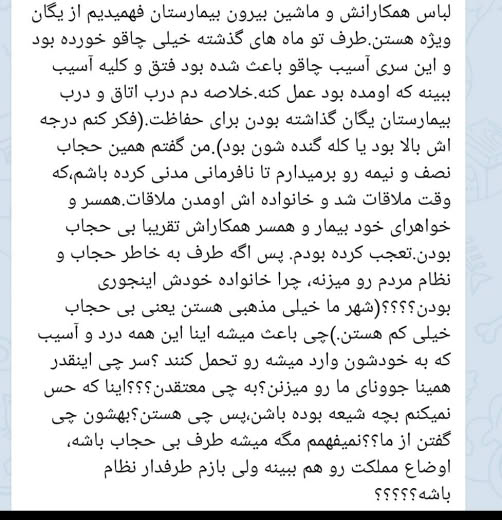 لباس همکارانش و ماشین بیرون بیمارستان فهمیدیم از یگان
ویژه هستن.طرف تو ماه های گذشته خیلی چاقو خورده بود
و این سری آسیب چاقو باعث شده بود فتق و کلیه آسیب
ببینه که اومده بود عمل کنه.خلاصه دم درب اتاق و درب
بیمارستان یگان گذاشته بودن برای حفاظت.(فکر کنم درجه
اش بالا بود یا کله گنده شون بود).من گفتم همین حجاب
نصف و نیمه رو برمیدارم تا نافرمانی مدنی کرده باشم،که
وقت ملاقات شد و خانواده اش اومدن ملاقات.همسر و
خواهرای خود بیمار و همسر همکاراش تقریبا بی حجاب
بودن.تعجب کرده بودم. پس اگه طرف به خاطر حجاب و
نظام مردم رو میزنه، چرا خانواده خودش اینجوری
بودن؟؟؟؟(شهر ما خیلی مذهبی هستن یعنی بی حجاب
خیلی کم هستن.)چی باعث میشه اینا این همه درد و آسیب
که به خودشون وارد میشه رو تحمل کنند ؟سر چی اینقدر
همینا جوونای ما رو میزنن؟به چی معتقدن؟؟؟اینا که حس
نمیکنم بچه شیعه بوده باشن،پس چی هستن؟بهشون چی
گفتن از ما؟؟نمیفهمم مگه میشه طرف بی حجاب باشه،
اوضاع مملکت رو هم ببینه ولی بازم طرفدار نظام
باشه؟؟؟؟؟